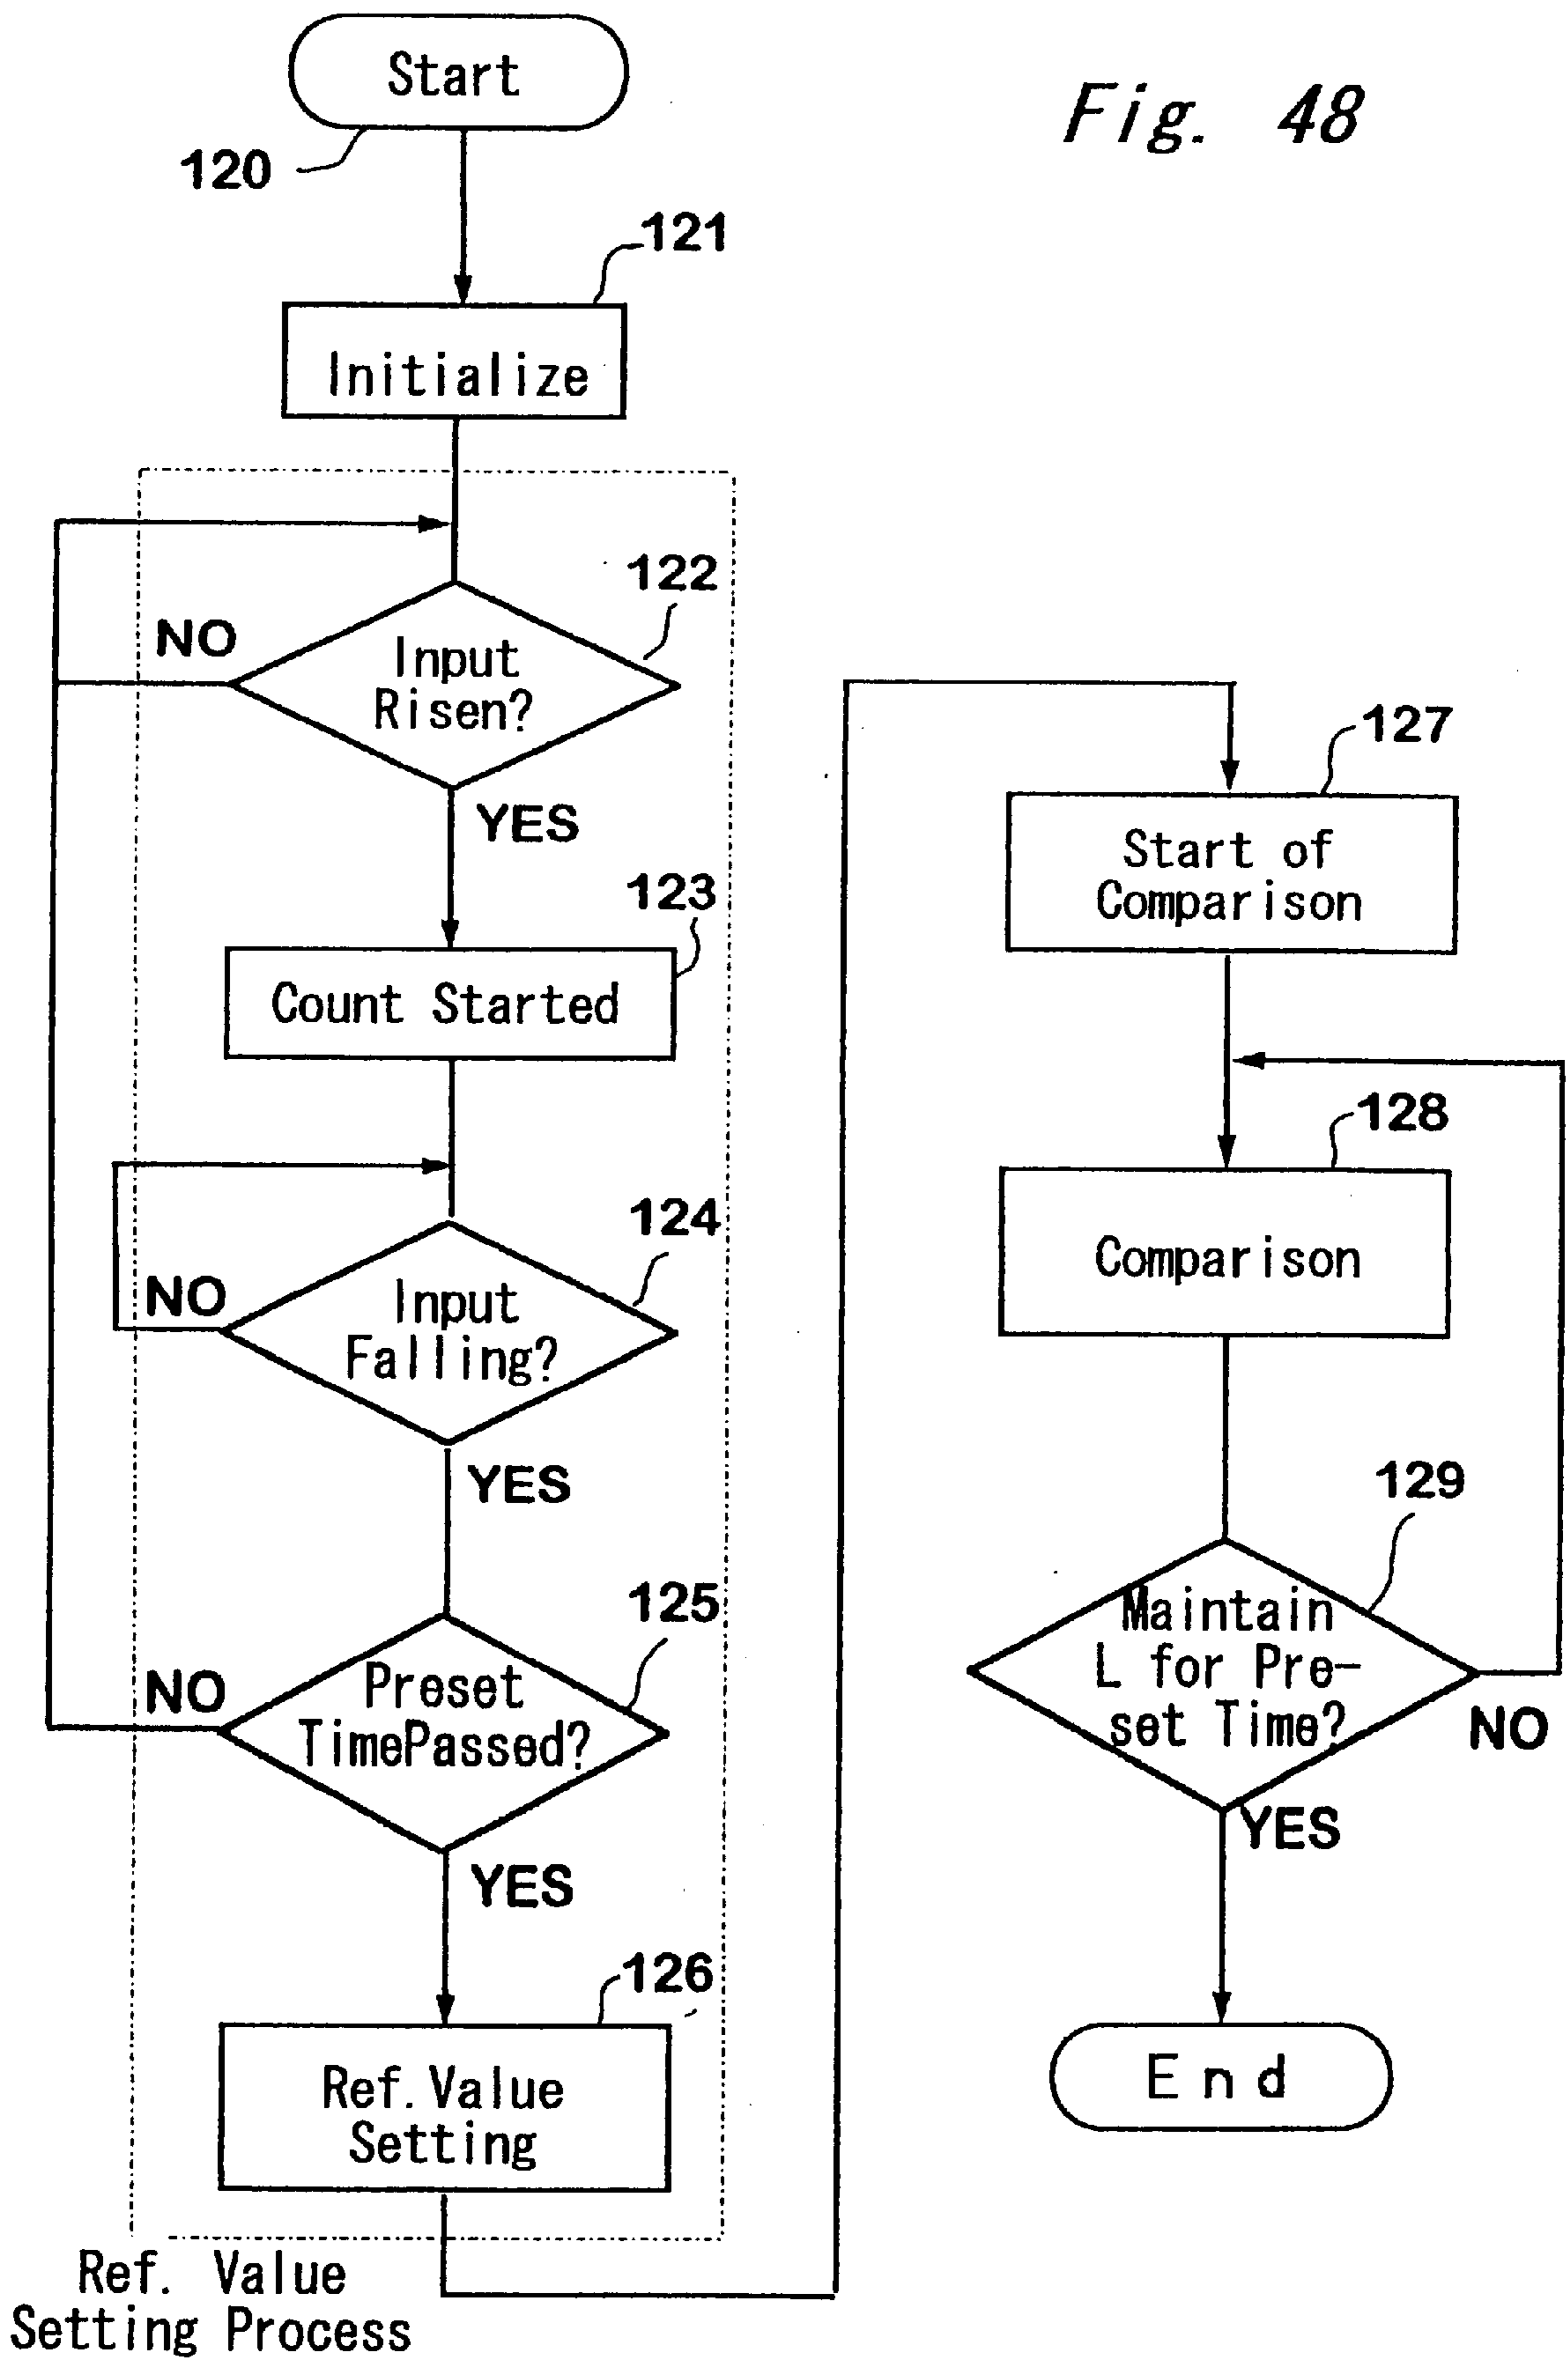 Start
Fig. 48
120
121
Initialize
122
NO
Input
Risen?
YES
123
Count Started
124
NO
Input
Falling?
YES
125
NO
Preset
TimePassed?
YES
126
Ref.Value
Setting
Ref. Value
Setting Process
127
Start of
Comparison
128
Comparison
129
Maintain
L for Pre-
set Time?
NO
YES
End